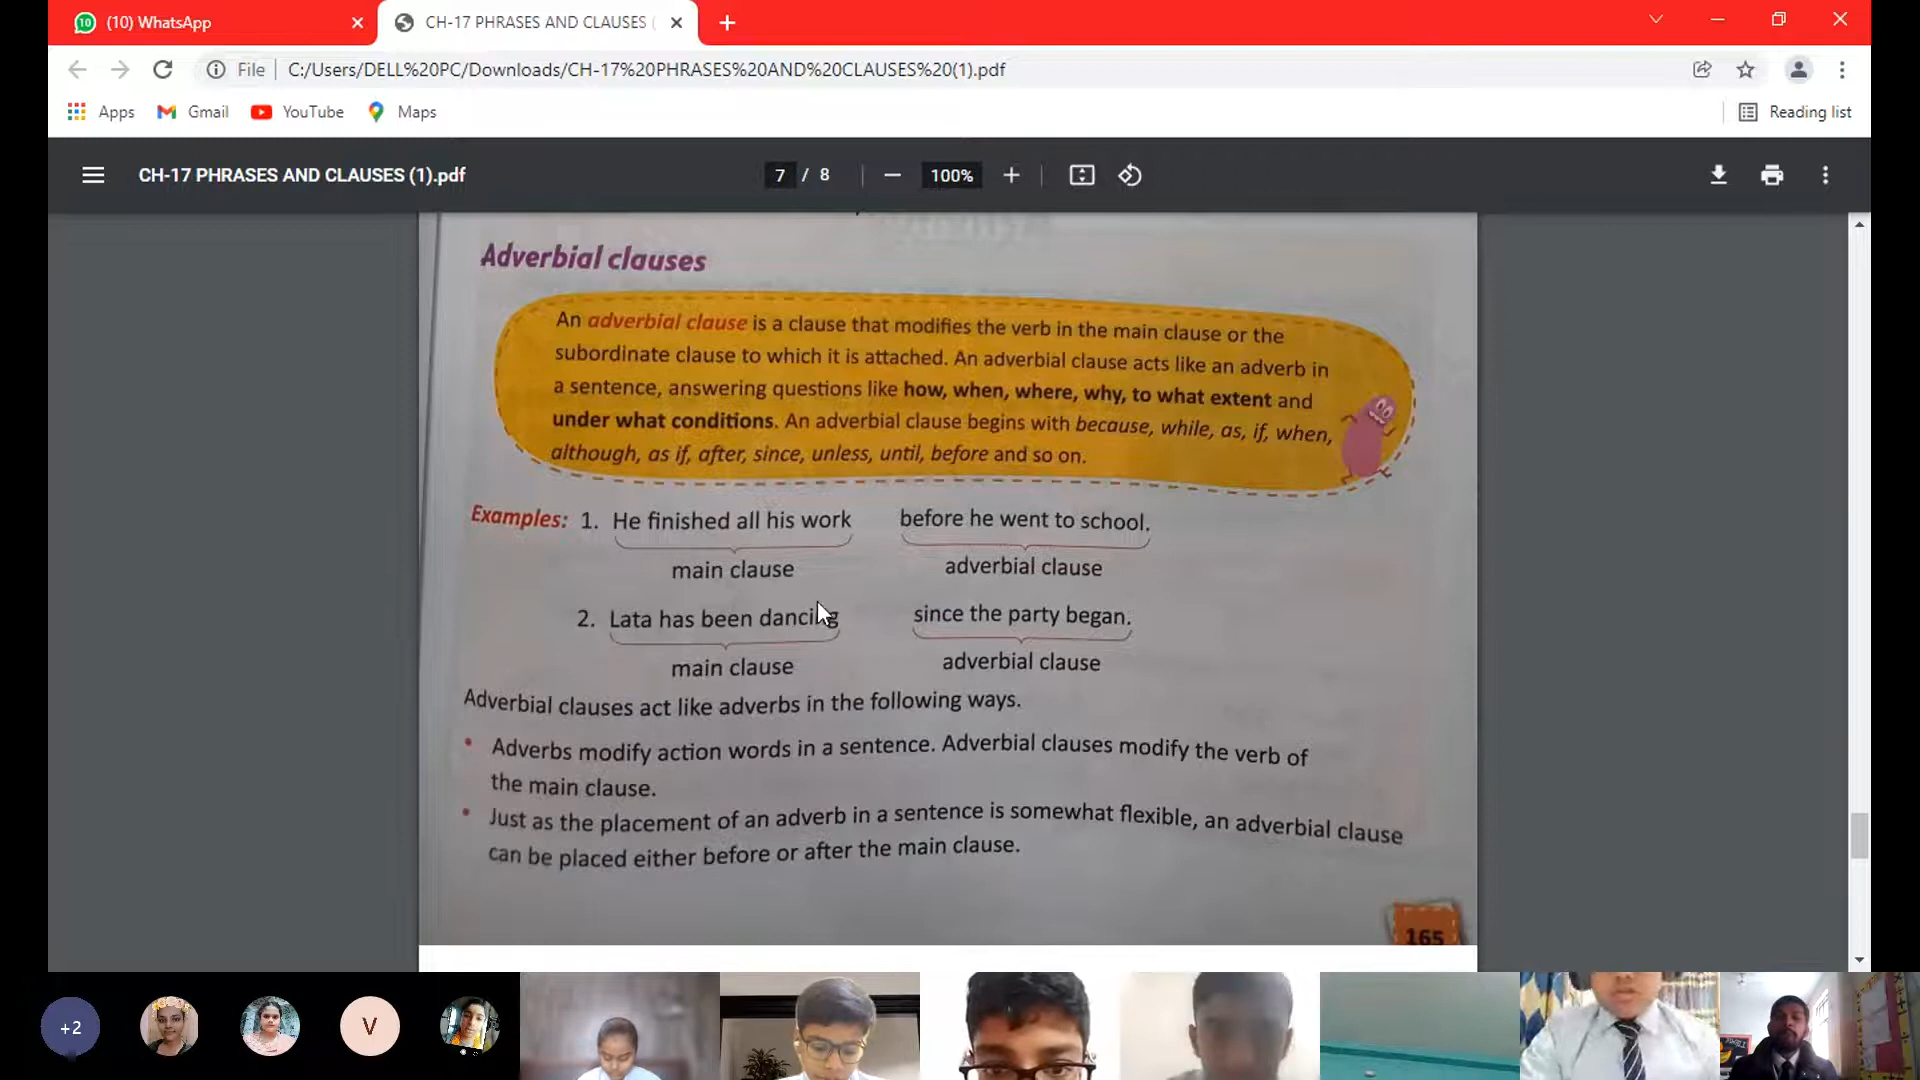 (10) WhatsApp
CH-17 PHRASES AND CLAUSES (
File
C:/Users/DELL%20PC/Downloads/CH-17%20PHRASES%20AND%20CLAUSES%20(1).pdf
Apps Gmail YouTube Maps Reading list
CH-17 PHRASES AND CLAUSES (1).pdf 7 / 8 100%
Adverbial clauses
An adverbial clause is a clause that modifies the verb in the main clause or the
subordinate clause to which it is attached. An adverbial clause acts like an adverb in
a sentence, answering questions like how, when, where, why, to what extent and
under what conditions. An adverbial clause begins with because, while, as, if, when,
although, as if, after, since, unless, until, before and so on.
Examples: 1. He finished all his work before he went to school.
main clause adverbial clause
2. Lata has been dancing since the party began.
main clause adverbial clause
Adverbial clauses act like adverbs in the following ways.
• Adverbs modify action words in a sentence. Adverbial clauses modify the verb of
the main clause.
• Just as the placement of an adverb in a sentence is somewhat flexible, an adverbial clause
can be placed either before or after the main clause.
165
+2
V